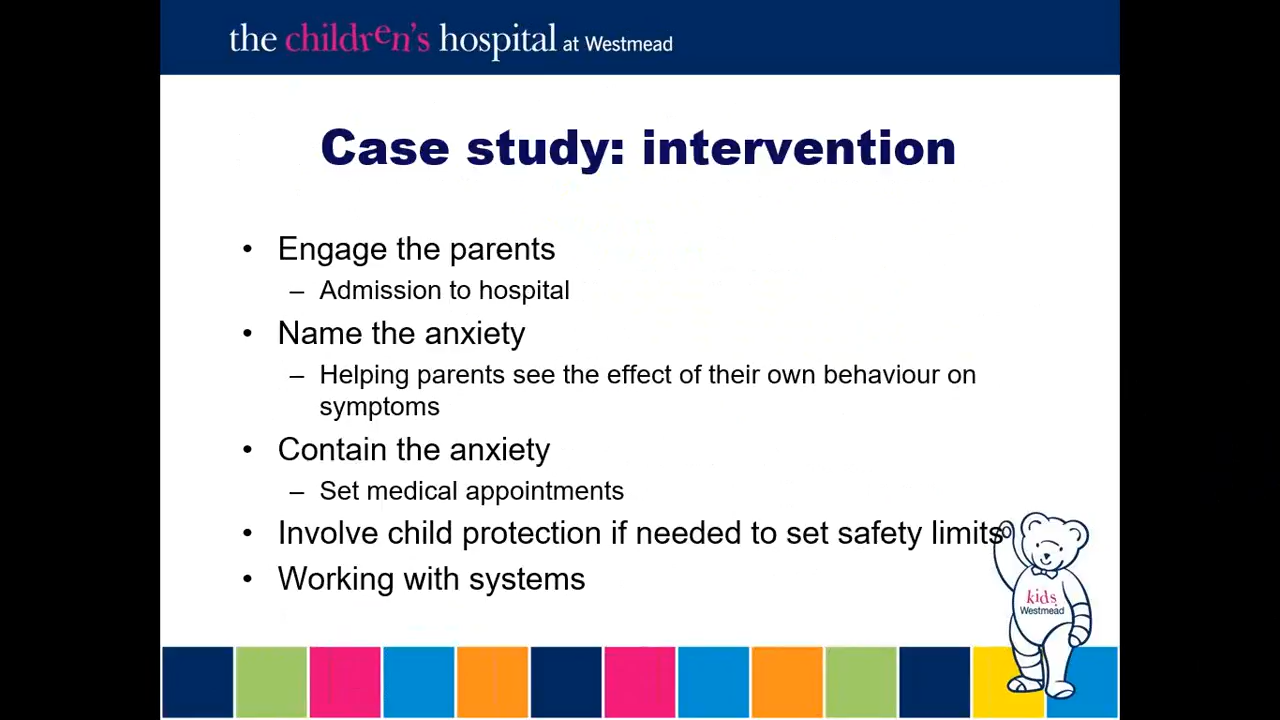 the children's hospital at Westmead
Case study: intervention
• Engage the parents
– Admission to hospital
• Name the anxiety
– Helping parents see the effect of their own behaviour on
symptoms
• Contain the anxiety
– Set medical appointments
• Involve child protection if needed to set safety limits
• Working with systems
kids
Westmead